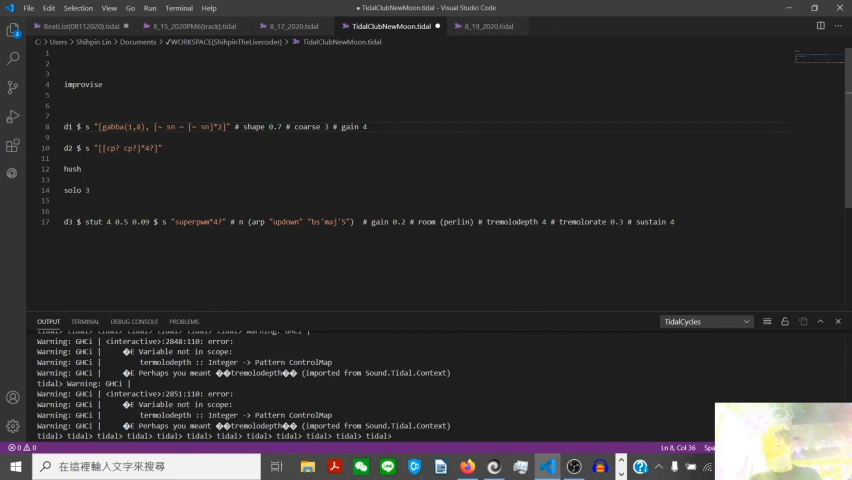 File Edit Selection View Go Run Terminal Help
● TidalClubNewMoon.tidal - Visual Studio Code
BeatList(08112020).tidal ●
8_15_2020PM6(track).tidal
8_17_2020.tidal
TidalClubNewMoon.tidal ●
8_19_2020.tidal
C: > Users > Shihpin Lin > Documents > √WORKSPACE(ShihpinTheLivecoder) > TidalClubNewMoon.tidal
1
2
3
4 improvise
5
6
7
8 d1 $ s "[gabba(1,8), [~ sn ~ [~ sn]*2]" # shape 0.7 # coarse 3 # gain 4
9
10 d2 $ s "[[cp? cp?]*4?]"
11
12 hush
13
14 solo 3
15
16
17 d3 $ stut 4 0.5 0.09 $ s "superpwm*4?" # n (arp "updown" "bs'maj'5") # gain 0.2 # room (perlin) # tremolodepth 4 # tremolorate 0.3 # sustain 4
OUTPUT TERMINAL DEBUG CONSOLE PROBLEMS
TidalCycles
tidal> tidal> tidal> tidal> tidal> tidal> tidal> Warning: GHCi |
Warning: GHCi | <interactive>:2848:110: error:
Warning: GHCi | �E Variable not in scope:
Warning: GHCi | termolodepth :: Integer -> Pattern ControlMap
Warning: GHCi | �E Perhaps you meant ��tremolodepth�� (imported from Sound.Tidal.Context)
tidal> Warning: GHCi |
Warning: GHCi | <interactive>:2851:110: error:
Warning: GHCi | �E Variable not in scope:
Warning: GHCi | termolodepth :: Integer -> Pattern ControlMap
Warning: GHCi | �E Perhaps you meant ��tremolodepth�� (imported from Sound.Tidal.Context)
tidal> tidal> tidal> tidal> tidal> tidal> tidal> tidal> tidal>
0 0
Ln 8, Col 36
在這裡輸入文字來搜尋